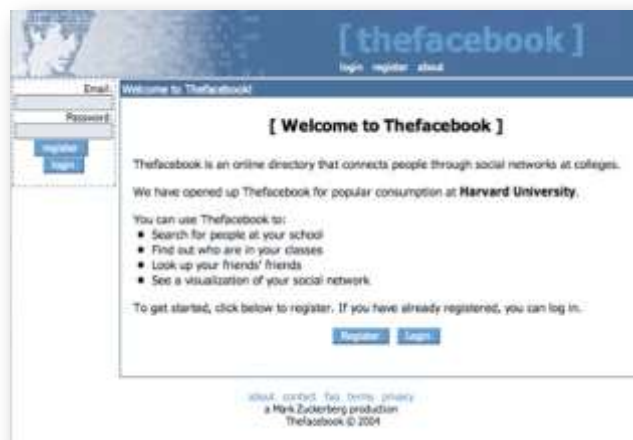 [ thefacebook ]
login register about
Email:
Password:
register
login
Welcome to Thefacebook!
[ Welcome to Thefacebook ]
Thefacebook is an online directory that connects people through social networks at colleges.
We have opened up Thefacebook for popular consumption at Harvard University.
You can use Thefacebook to:
• Search for people at your school
• Find out who are in your classes
• Look up your friends' friends
• See a visualization of your social network
To get started, click below to register. If you have already registered, you can log in.
Register Login
about contact faq terms privacy
a Mark Zuckerberg production
Thefacebook © 2004